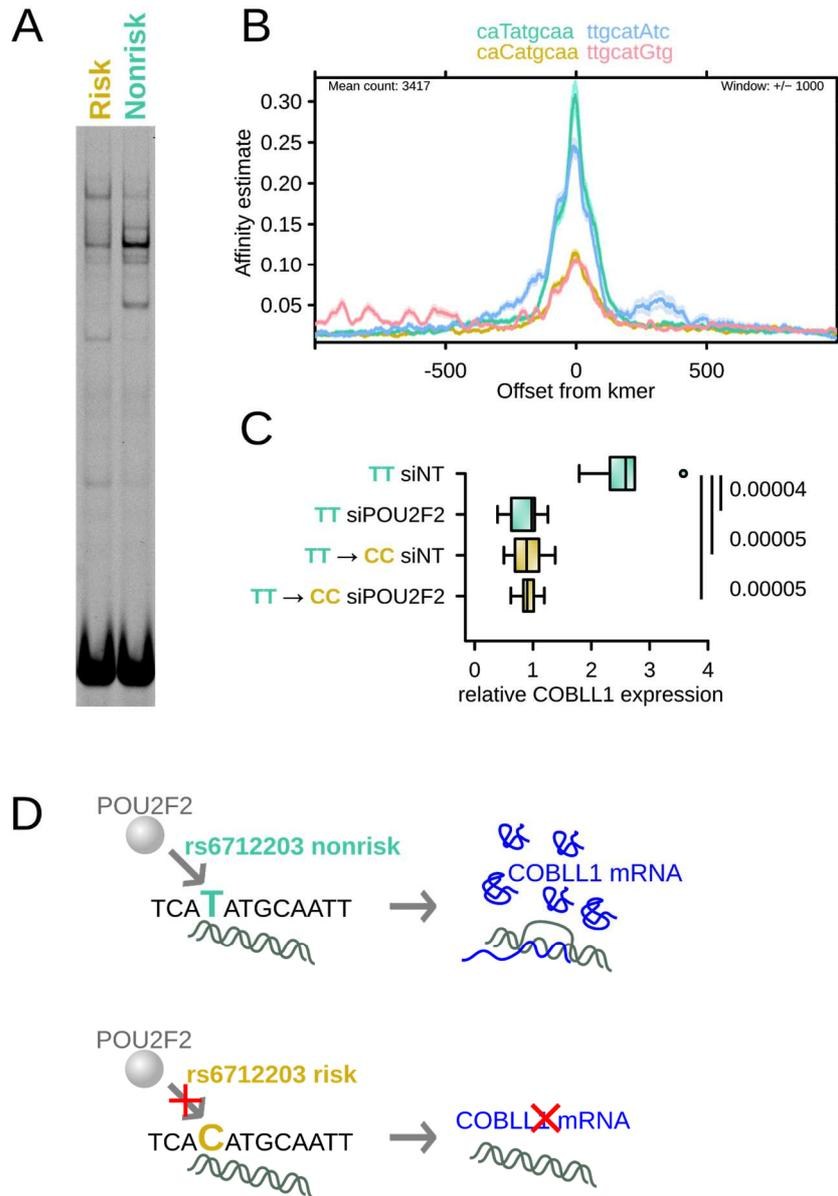 A
Risk
Nonrisk
B
caTatgcaa ttgcatAtc
caCatgcaa ttgcatGtg
Mean count: 3417
Window: +/− 1000
Affinity estimate
0.30
0.25
0.20
0.15
0.10
0.05
-500
0
500
Offset from kmer
C
TT siNT
TT siPOU2F2
TT → CC siNT
TT → CC siPOU2F2
0.00004
0.00005
0.00005
0 1 2 3 4
relative COBLL1 expression
D
POU2F2
rs6712203 nonrisk
TCATATGCAATT
COBLL1 mRNA
POU2F2
rs6712203 risk
TCACATGCAATT
COBLL1 mRNA